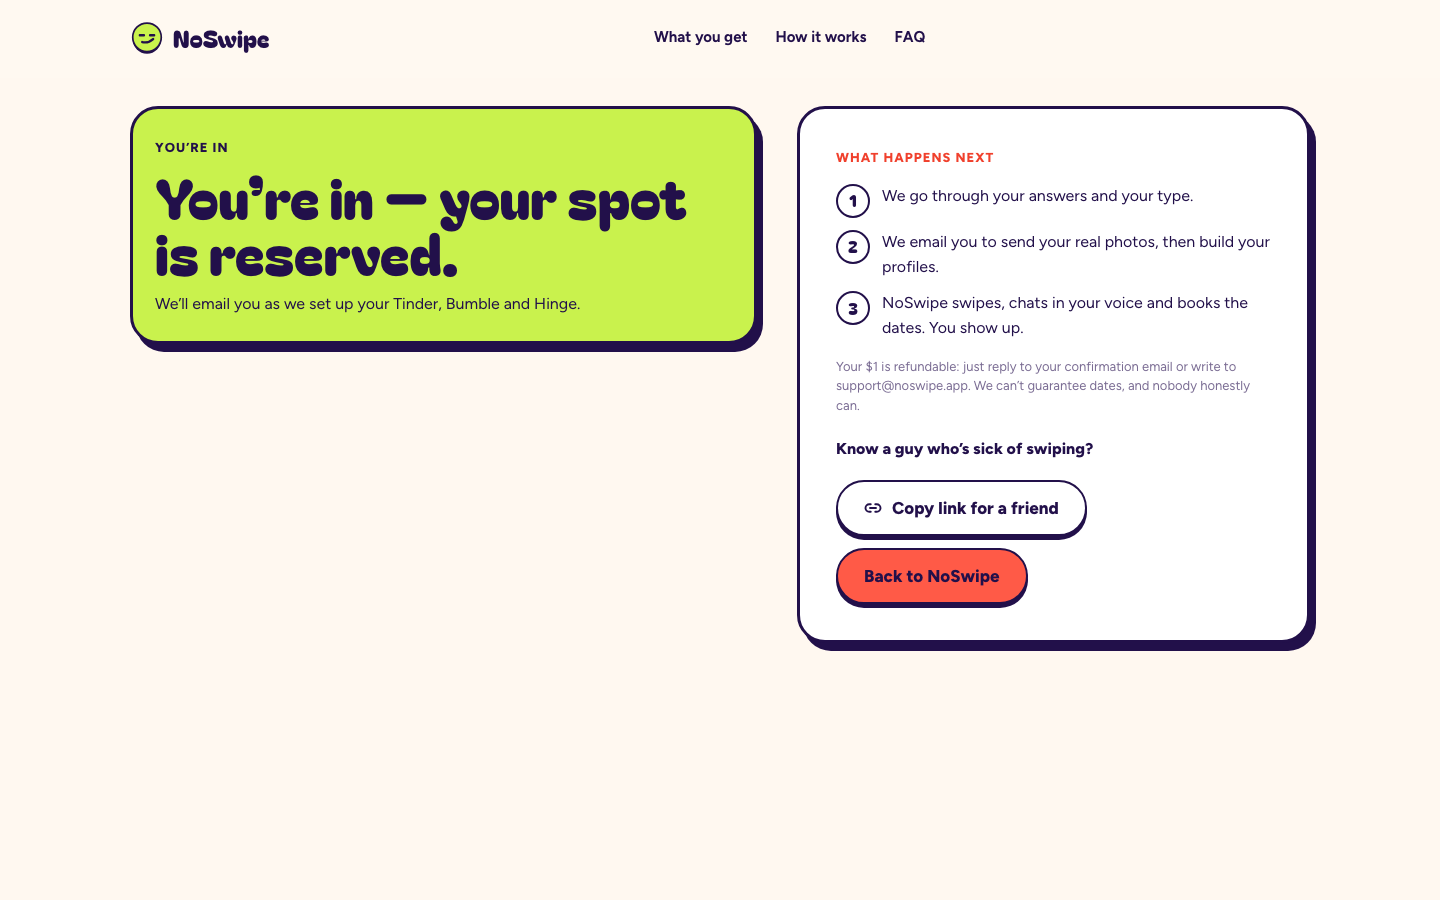 NoSwipe
What you get
How it works
FAQ
YOU’RE IN
You’re in — your spot
is reserved.
We’ll email you as we set up your Tinder, Bumble and Hinge.
WHAT HAPPENS NEXT
1 We go through your answers and your type.
2 We email you to send your real photos, then build your
profiles.
3 NoSwipe swipes, chats in your voice and books the
dates. You show up.
Your $1 is refundable: just reply to your confirmation email or write to
support@noswipe.app. We can’t guarantee dates, and nobody honestly
can.
Know a guy who’s sick of swiping?
Copy link for a friend
Back to NoSwipe